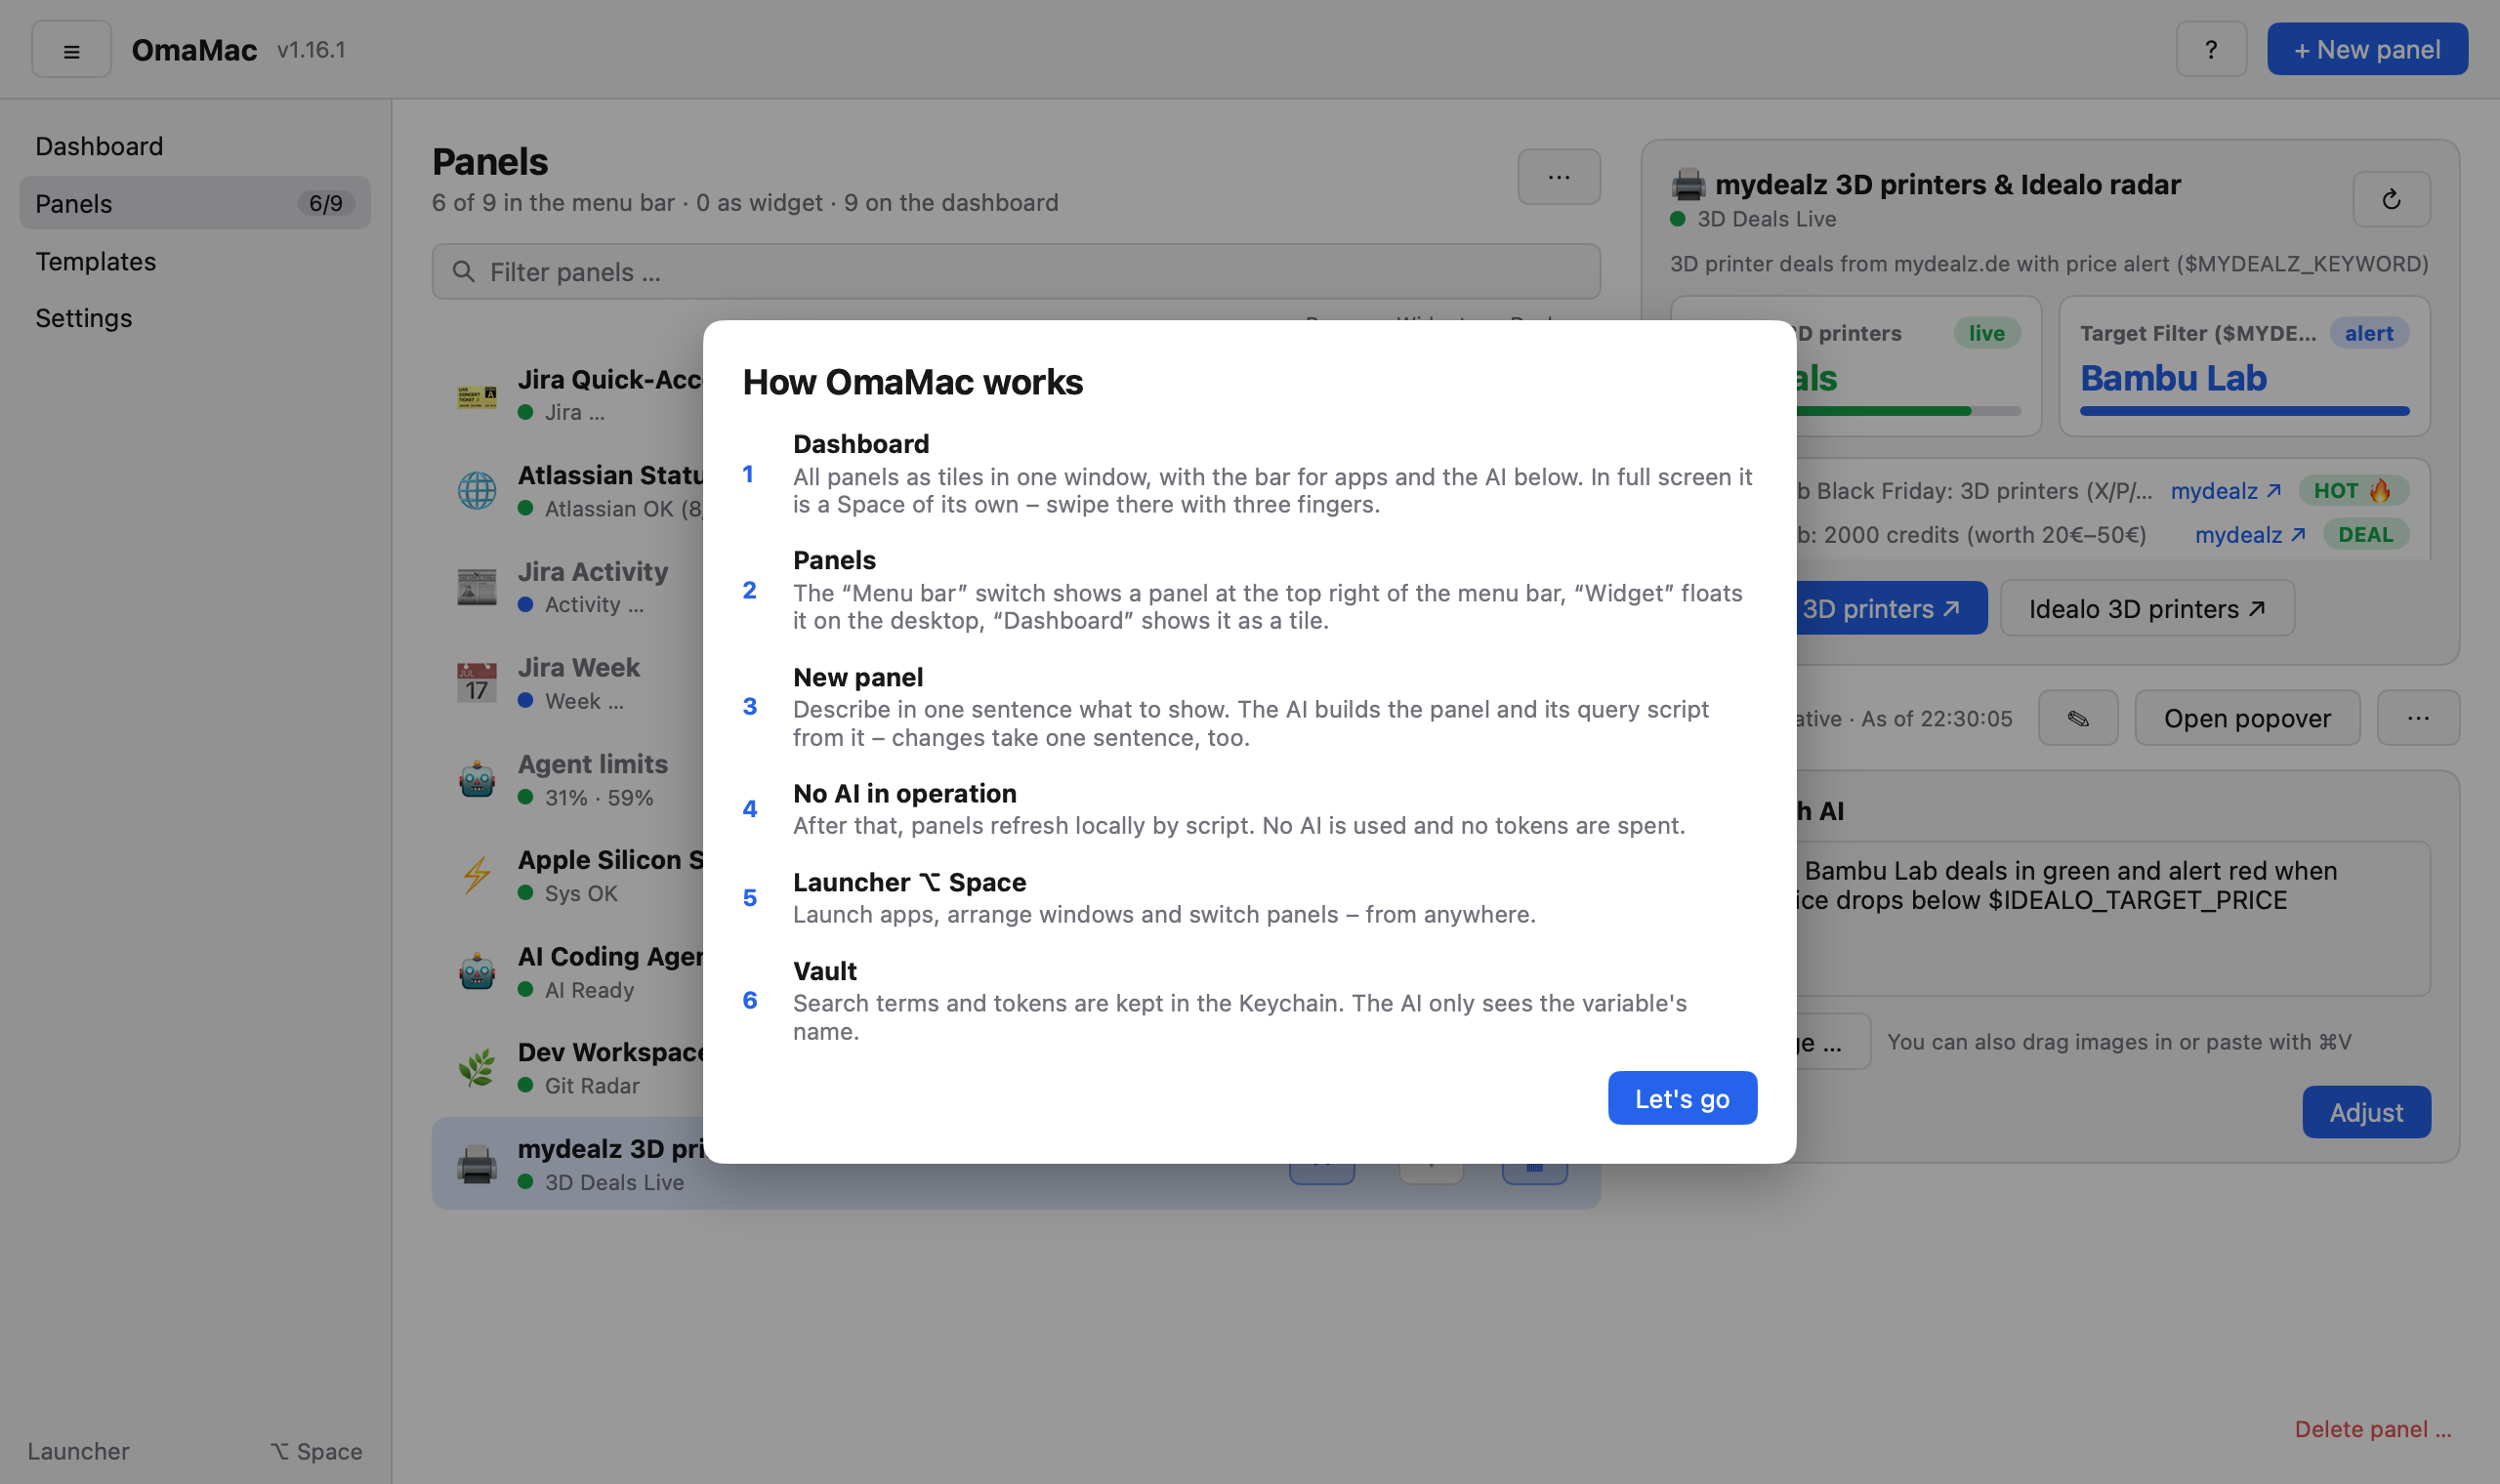 ≡ OmaMac v1.16.1
? + New panel
Dashboard
Panels 6/9
Templates
Settings
Panels
6 of 9 in the menu bar · 0 as widget · 9 on the dashboard
...
Filter panels ...
Jira Quick-Acc
Jira ...
Atlassian Statu
Atlassian OK (8/
Jira Activity
Activity ...
JUL
17
Jira Week
Week ...
Agent limits
31% · 59%
Apple Silicon S
Sys OK
AI Coding Agen
AI Ready
Dev Workspace
Git Radar
mydealz 3D prin
3D Deals Live
How OmaMac works
1 Dashboard
All panels as tiles in one window, with the bar for apps and the AI below. In full screen it
is a Space of its own – swipe there with three fingers.
2 Panels
The “Menu bar” switch shows a panel at the top right of the menu bar, “Widget” floats
it on the desktop, “Dashboard” shows it as a tile.
3 New panel
Describe in one sentence what to show. The AI builds the panel and its query script
from it – changes take one sentence, too.
4 No AI in operation
After that, panels refresh locally by script. No AI is used and no tokens are spent.
5 Launcher ⌥ Space
Launch apps, arrange windows and switch panels – from anywhere.
6 Vault
Search terms and tokens are kept in the Keychain. The AI only sees the variable's
name.
Let's go
mydealz 3D printers & Idealo radar
3D Deals Live
3D printer deals from mydealz.de with price alert ($MYDEALZ_KEYWORD)
D printers live
als
Target Filter ($MYDE... alert
Bambu Lab
b Black Friday: 3D printers (X/P/... mydealz ↗ HOT 🔥
b: 2000 credits (worth 20€–50€) mydealz ↗ DEAL
3D printers ↗ Idealo 3D printers ↗
ative · As of 22:30:05 ✎ Open popover ...
h AI
Bambu Lab deals in green and alert red when
ice drops below $IDEALO_TARGET_PRICE
ge ... You can also drag images in or paste with ⌘V
Adjust
Delete panel ...
Launcher ⌥ Space